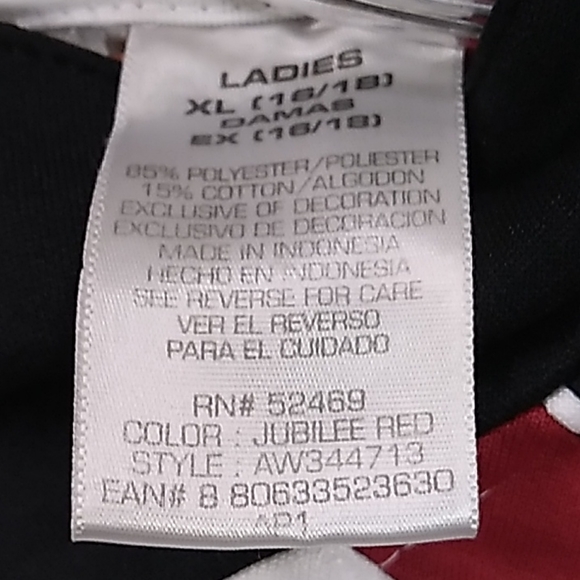 LADIES
XL (16/18)
DAMAS
EX (16/18)
85% POLYESTER/POLIESTER
15% COTTON/ALGODON
EXCLUSIVE OF DECORATION
EXCLUSIVO DE DECORACION
MADE IN INDONESIA
HECHO EN INDONESIA
SEE REVERSE FOR CARE
VER EL REVERSO
PARA EL CUIDADO
RN# 52469
COLOR : JUBILEE RED
STYLE : AW344713
EAN# 8 80633523630
AP1